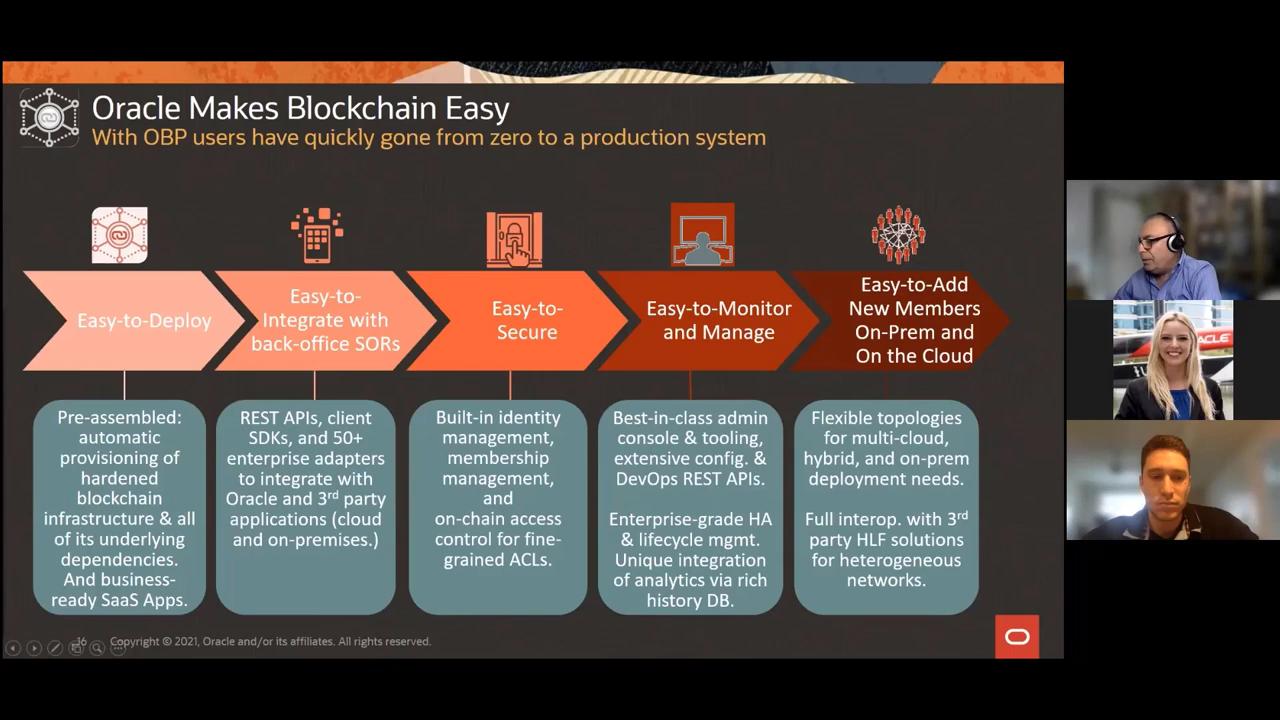 Oracle Makes Blockchain Easy
With OBP users have quickly gone from zero to a production system
Easy-to-Deploy
Easy-to-
Integrate with
back-office SORs
Easy-to-
Secure
Easy-to-Monitor
and Manage
Easy-to-Add
New Members
On-Prem and
On the Cloud
Pre-assembled:
automatic
provisioning of
hardened
blockchain
infrastructure & all
of its underlying
dependencies.
And business-
ready SaaS Apps.
REST APIs, client
SDKs, and 50+
enterprise adapters
to integrate with
Oracle and 3rd party
applications (cloud
and on-premises.)
Built-in identity
management,
membership
management,
and
on-chain access
control for fine-
grained ACLs.
Best-in-class admin
console & tooling,
extensive config. &
DevOps REST APIs.
Enterprise-grade HA
& lifecycle mgmt.
Unique integration
of analytics via rich
history DB.
Flexible topologies
for multi-cloud,
hybrid, and on-prem
deployment needs.
Full interop. with 3rd
party HLF solutions
for heterogeneous
networks.
16 Copyright © 2021, Oracle and/or its affiliates. All rights reserved.